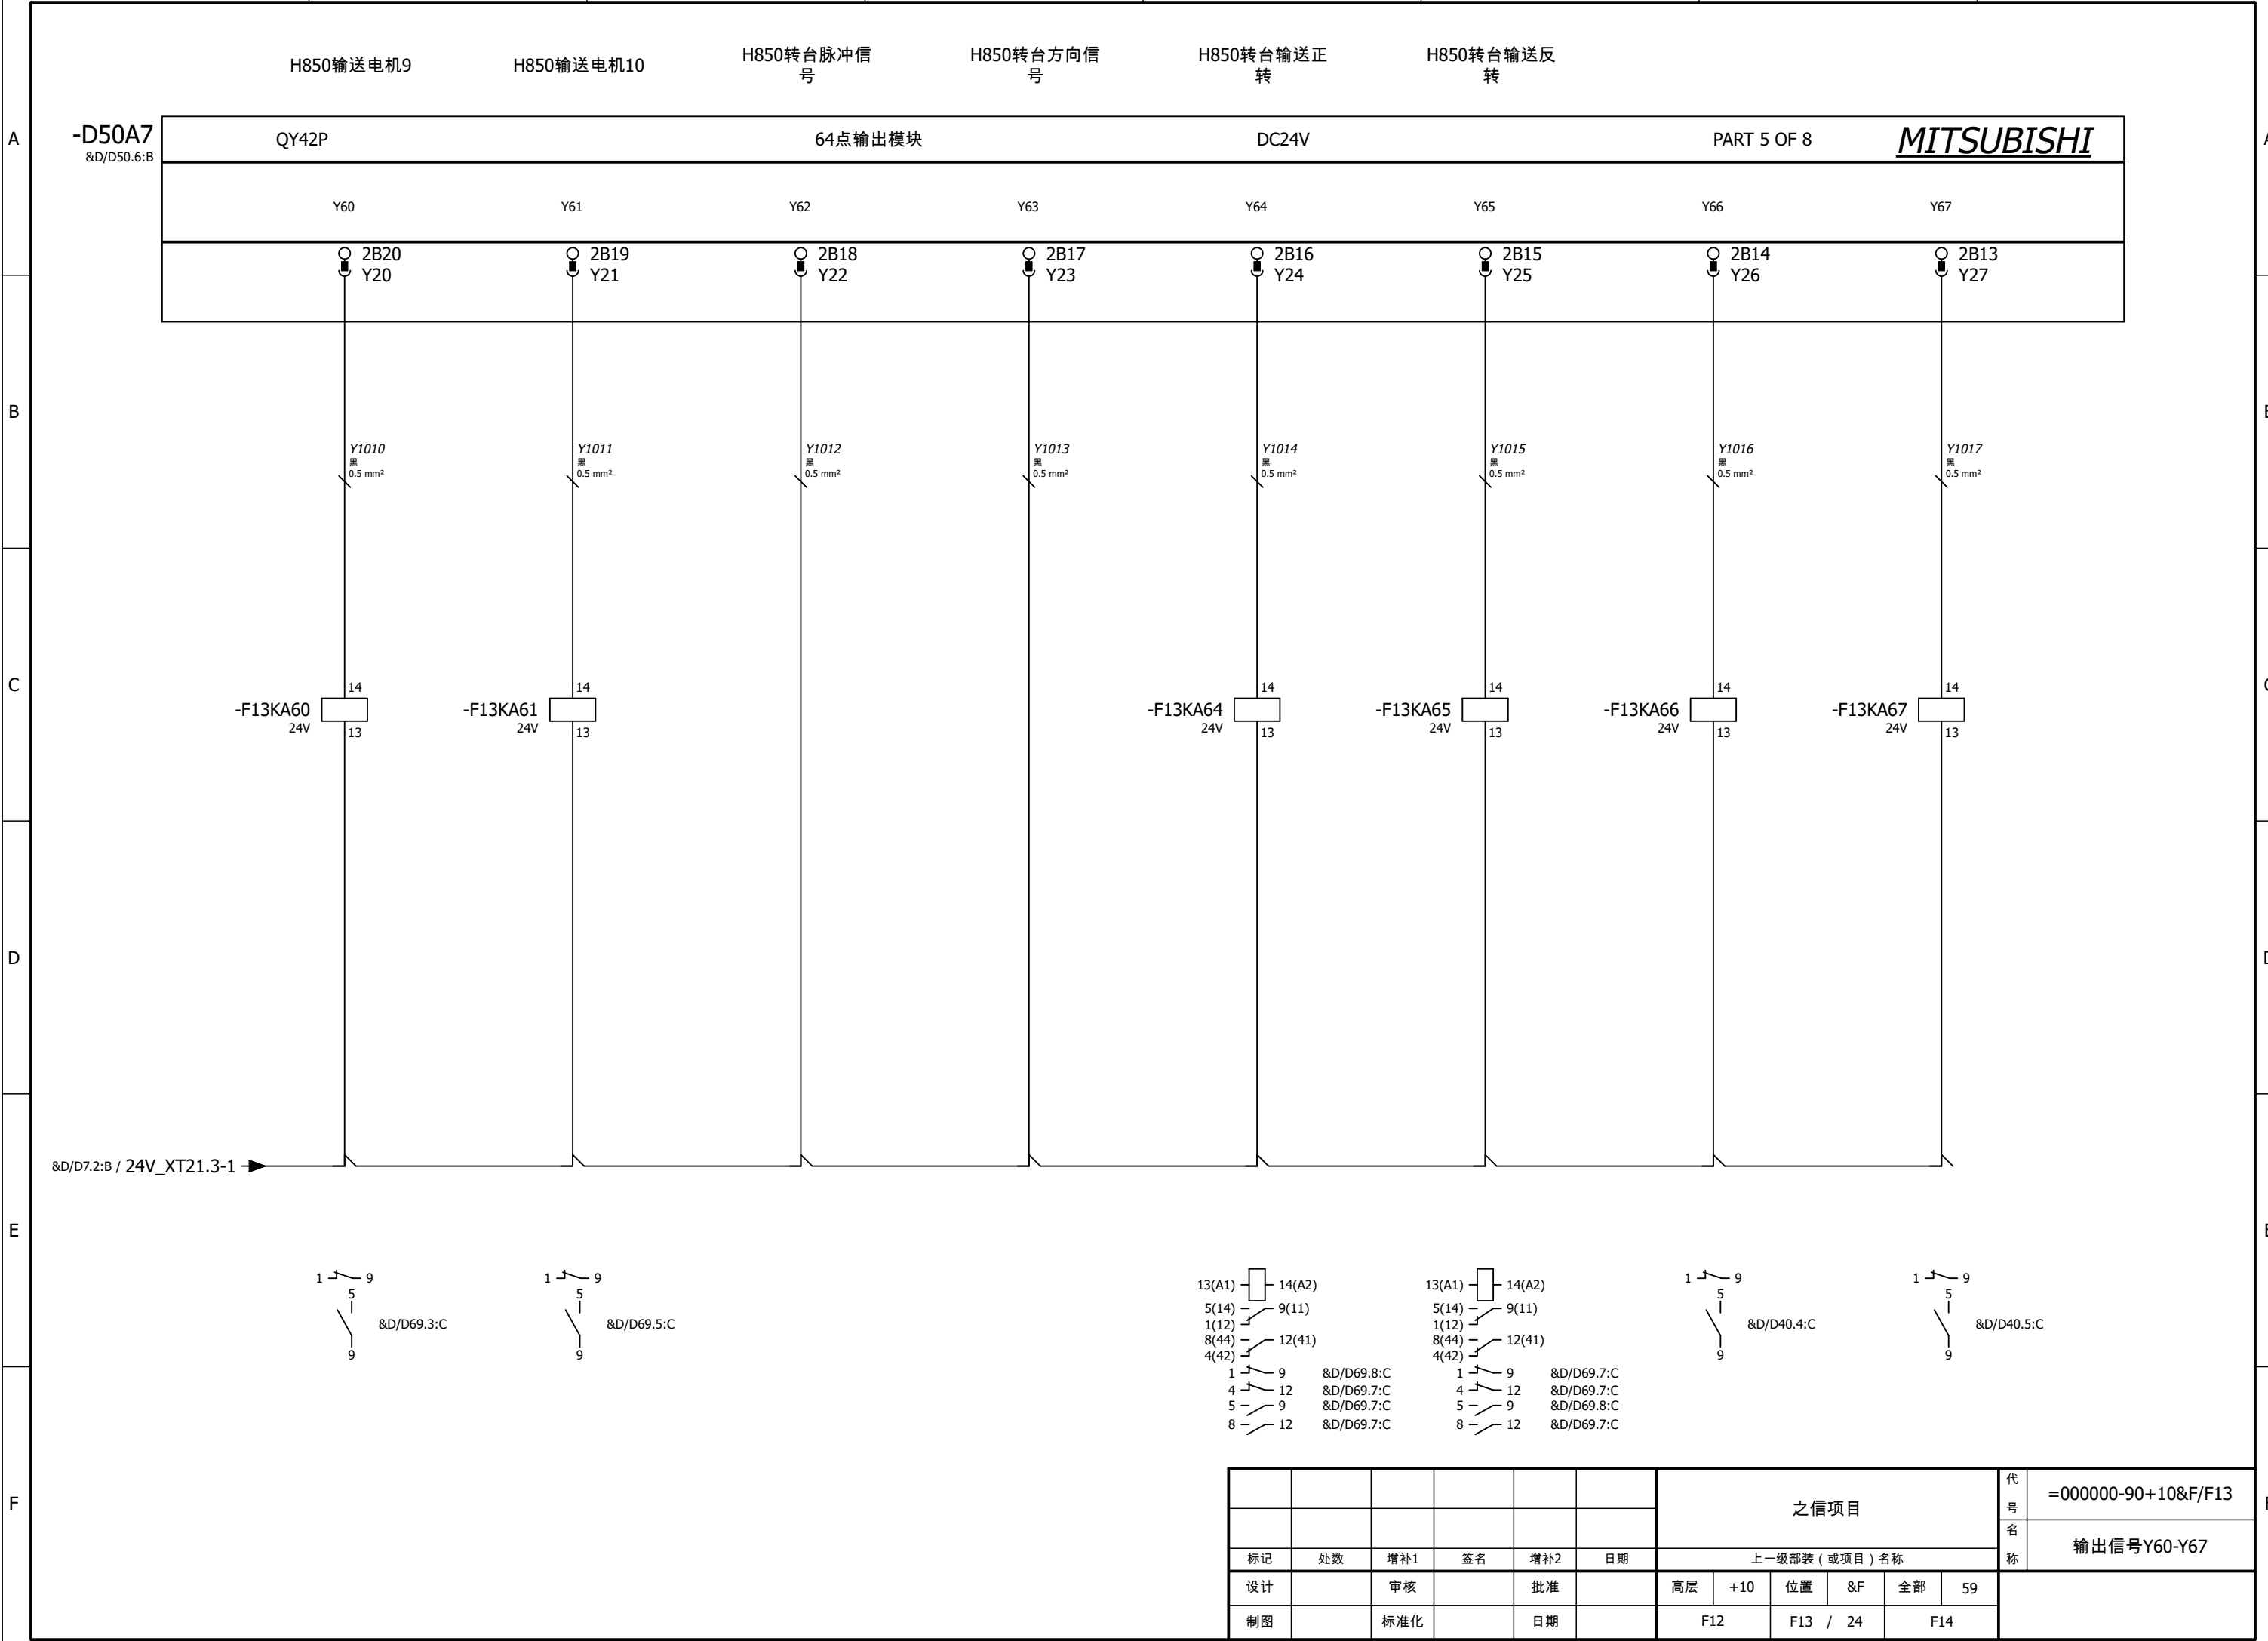 H850输送电机9
H850输送电机10
H850转台脉冲信
号
H850转台方向信
号
H850转台输送正
转
H850转台输送反
转
A
-D50A7
&D/D50.6:B
QY42P
64点输出模块
DC24V
PART 5 OF 8
MITSUBISHI
Y60
Y61
Y62
Y63
Y64
Y65
Y66
Y67
2B20
Y20
2B19
Y21
2B18
Y22
2B17
Y23
2B16
Y24
2B15
Y25
2B14
Y26
2B13
Y27
B
Y1010
黑
0.5 mm²
Y1011
黑
0.5 mm²
Y1012
黑
0.5 mm²
Y1013
黑
0.5 mm²
Y1014
黑
0.5 mm²
Y1015
黑
0.5 mm²
Y1016
黑
0.5 mm²
Y1017
黑
0.5 mm²
C
14
-F13KA60
24V
13
14
-F13KA61
24V
13
14
-F13KA64
24V
13
14
-F13KA65
24V
13
14
-F13KA66
24V
13
14
-F13KA67
24V
13
D
&D/D7.2:B / 24V_XT21.3-1
E
1 9
5
&D/D69.3:C
9
1 9
5
&D/D69.5:C
9
13(A1) 14(A2)
5(14) 9(11)
1(12)
8(44) 12(41)
4(42)
1 9 &D/D69.8:C
4 12 &D/D69.7:C
5 9 &D/D69.7:C
8 12 &D/D69.7:C
13(A1) 14(A2)
5(14) 9(11)
1(12)
8(44) 12(41)
4(42)
1 9 &D/D69.7:C
4 12 &D/D69.7:C
5 9 &D/D69.8:C
8 12 &D/D69.7:C
1 9
5
&D/D40.4:C
9
1 9
5
&D/D40.5:C
9
F
之信项目
代
号
=000000-90+10&F/F13
名
称
输出信号Y60-Y67
标记 处数 增补1 签名 增补2 日期 上一级部装（或项目）名称
设计 审核 批准 高层 +10 位置 &F 全部 59
制图 标准化 日期 F12 F13 / 24 F14